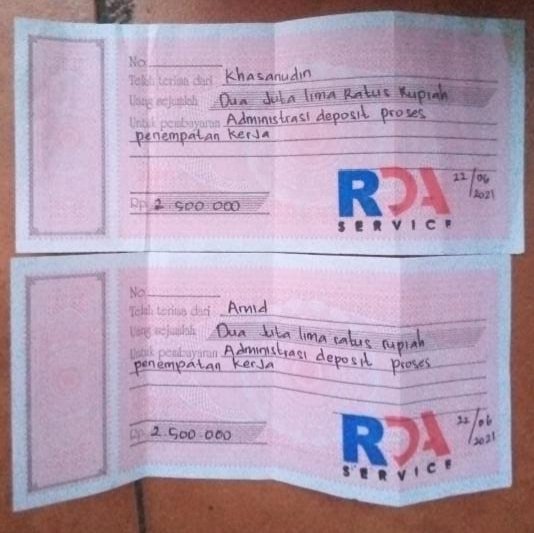 No.
Telah terima dari Khasanudin
Uang sejumlah Dua Juta lima Ratus Rupiah
Untuk pembayaran Administrasi deposit proses
penempatan kerja
Rp. 2.500.000
RDA
SERVICE
22/06
2021
No.
Telah terima dari Amid
Uang sejumlah Dua Juta lima ratus rupiah
Untuk pembayaran Administrasi deposit proses
penempatan kerja
Rp. 2.500.000
RDA
SERVICE
22/06
2021